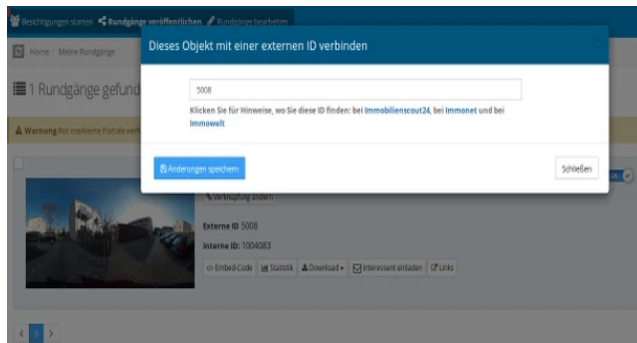 Besichtigungen starten Rundgänge veröffentlichen Rundgänge bearbeiten
Dieses Objekt mit einer externen ID verbinden
Home / Meine Rundgänge
1 Rundgänge gefund
5008
Klicken Sie für Hinweise, wo Sie diese ID finden: bei Immobilienscout24, bei Immonet und bei
Immowelt
Warnung Rot markierte Portale verk
Änderungen speichern
Schließen
Verknüpfung ändern
Externe ID 5008
Interne ID: 1004083
Embed-Code Statistik Download Interessent einladen Links